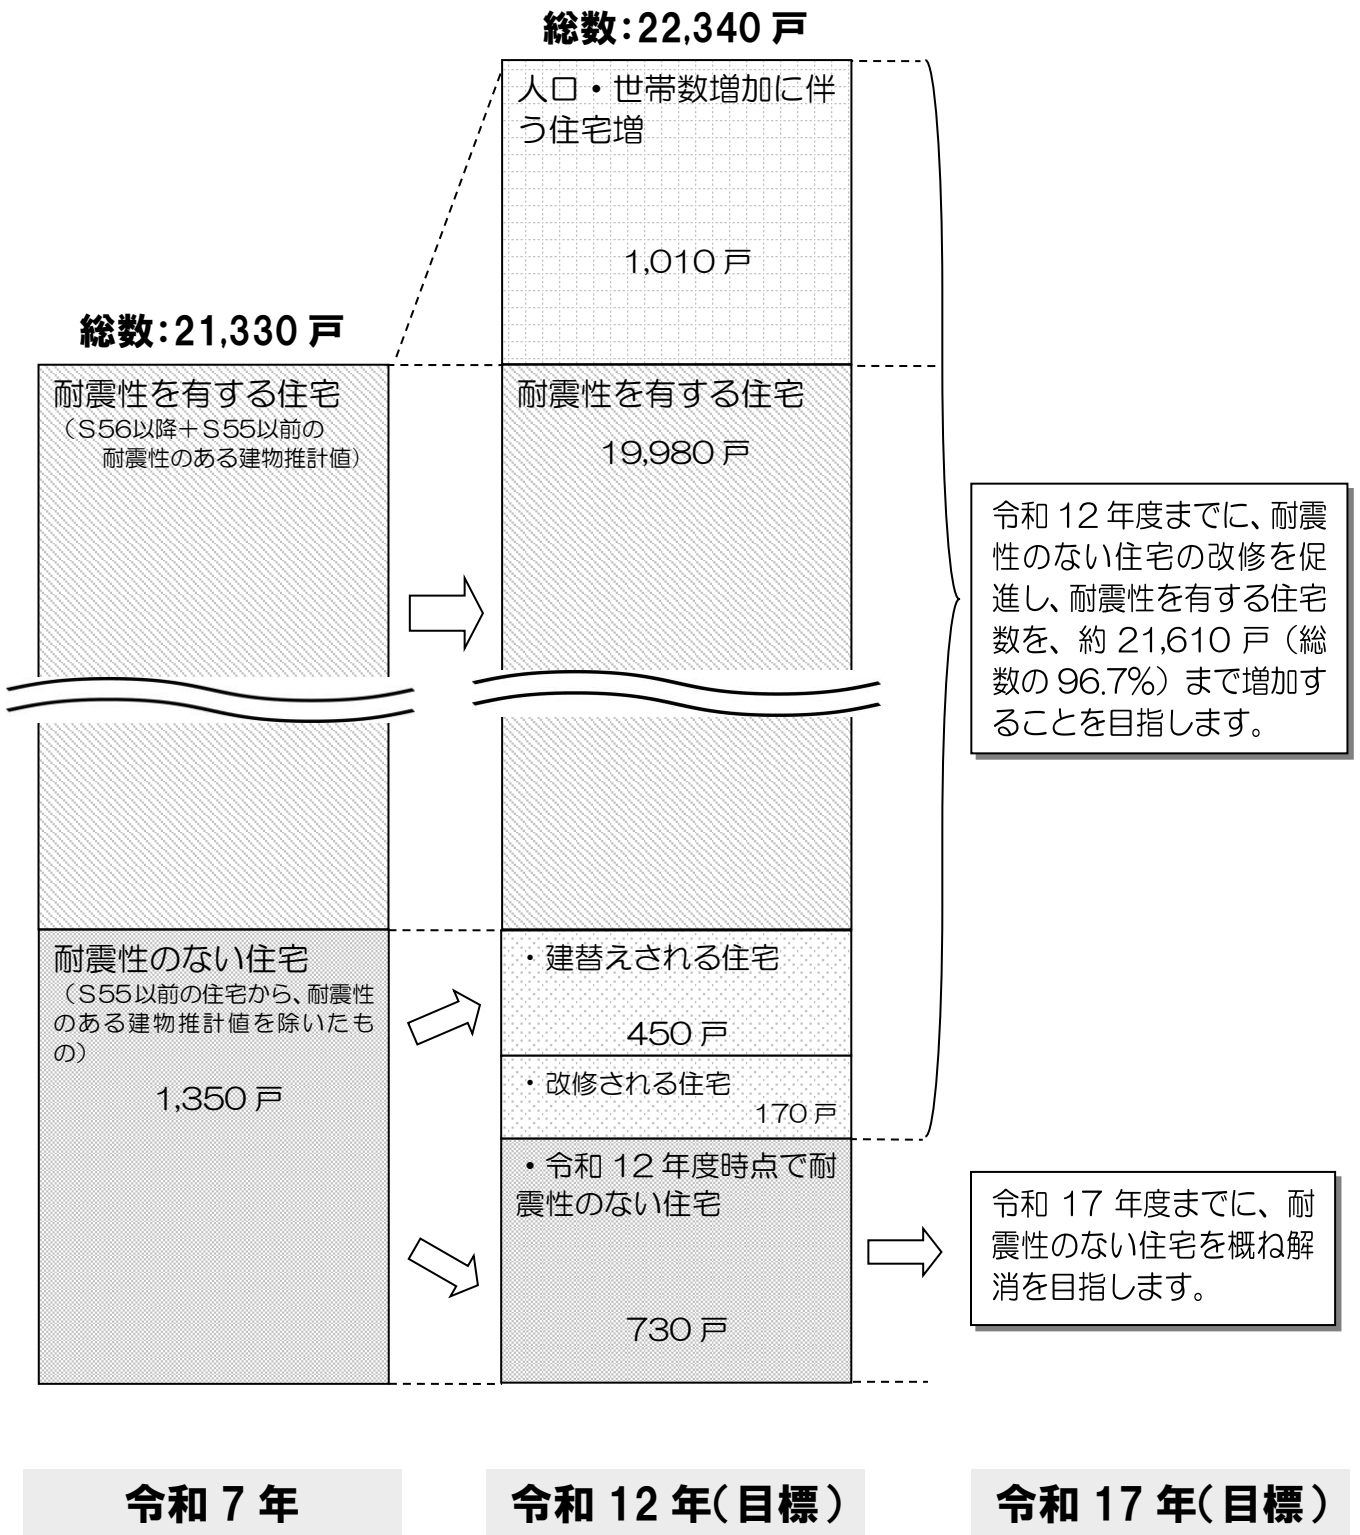 総数：22,340 戸
人口・世帯数増加に伴
う住宅増
1,010 戸
総数：21,330 戸
耐震性を有する住宅
（S56以降＋S55以前の
耐震性のある建物推計値）
耐震性を有する住宅
19,980 戸
令和 12 年度までに、耐震
性のない住宅の改修を促
進し、耐震性を有する住宅
数を、約 21,610 戸（総
数の 96.7%）まで増加す
ることを目指します。
耐震性のない住宅
（S55以前の住宅から、耐震性
のある建物推計値を除いたも
の）
1,350 戸
・建替えされる住宅
450 戸
・改修される住宅
170 戸
・令和 12 年度時点で耐
震性のない住宅
730 戸
令和 17 年度までに、耐
震性のない住宅を概ね解
消を目指します。
令和 7 年
令和 12 年（目標）
令和 17 年（目標）